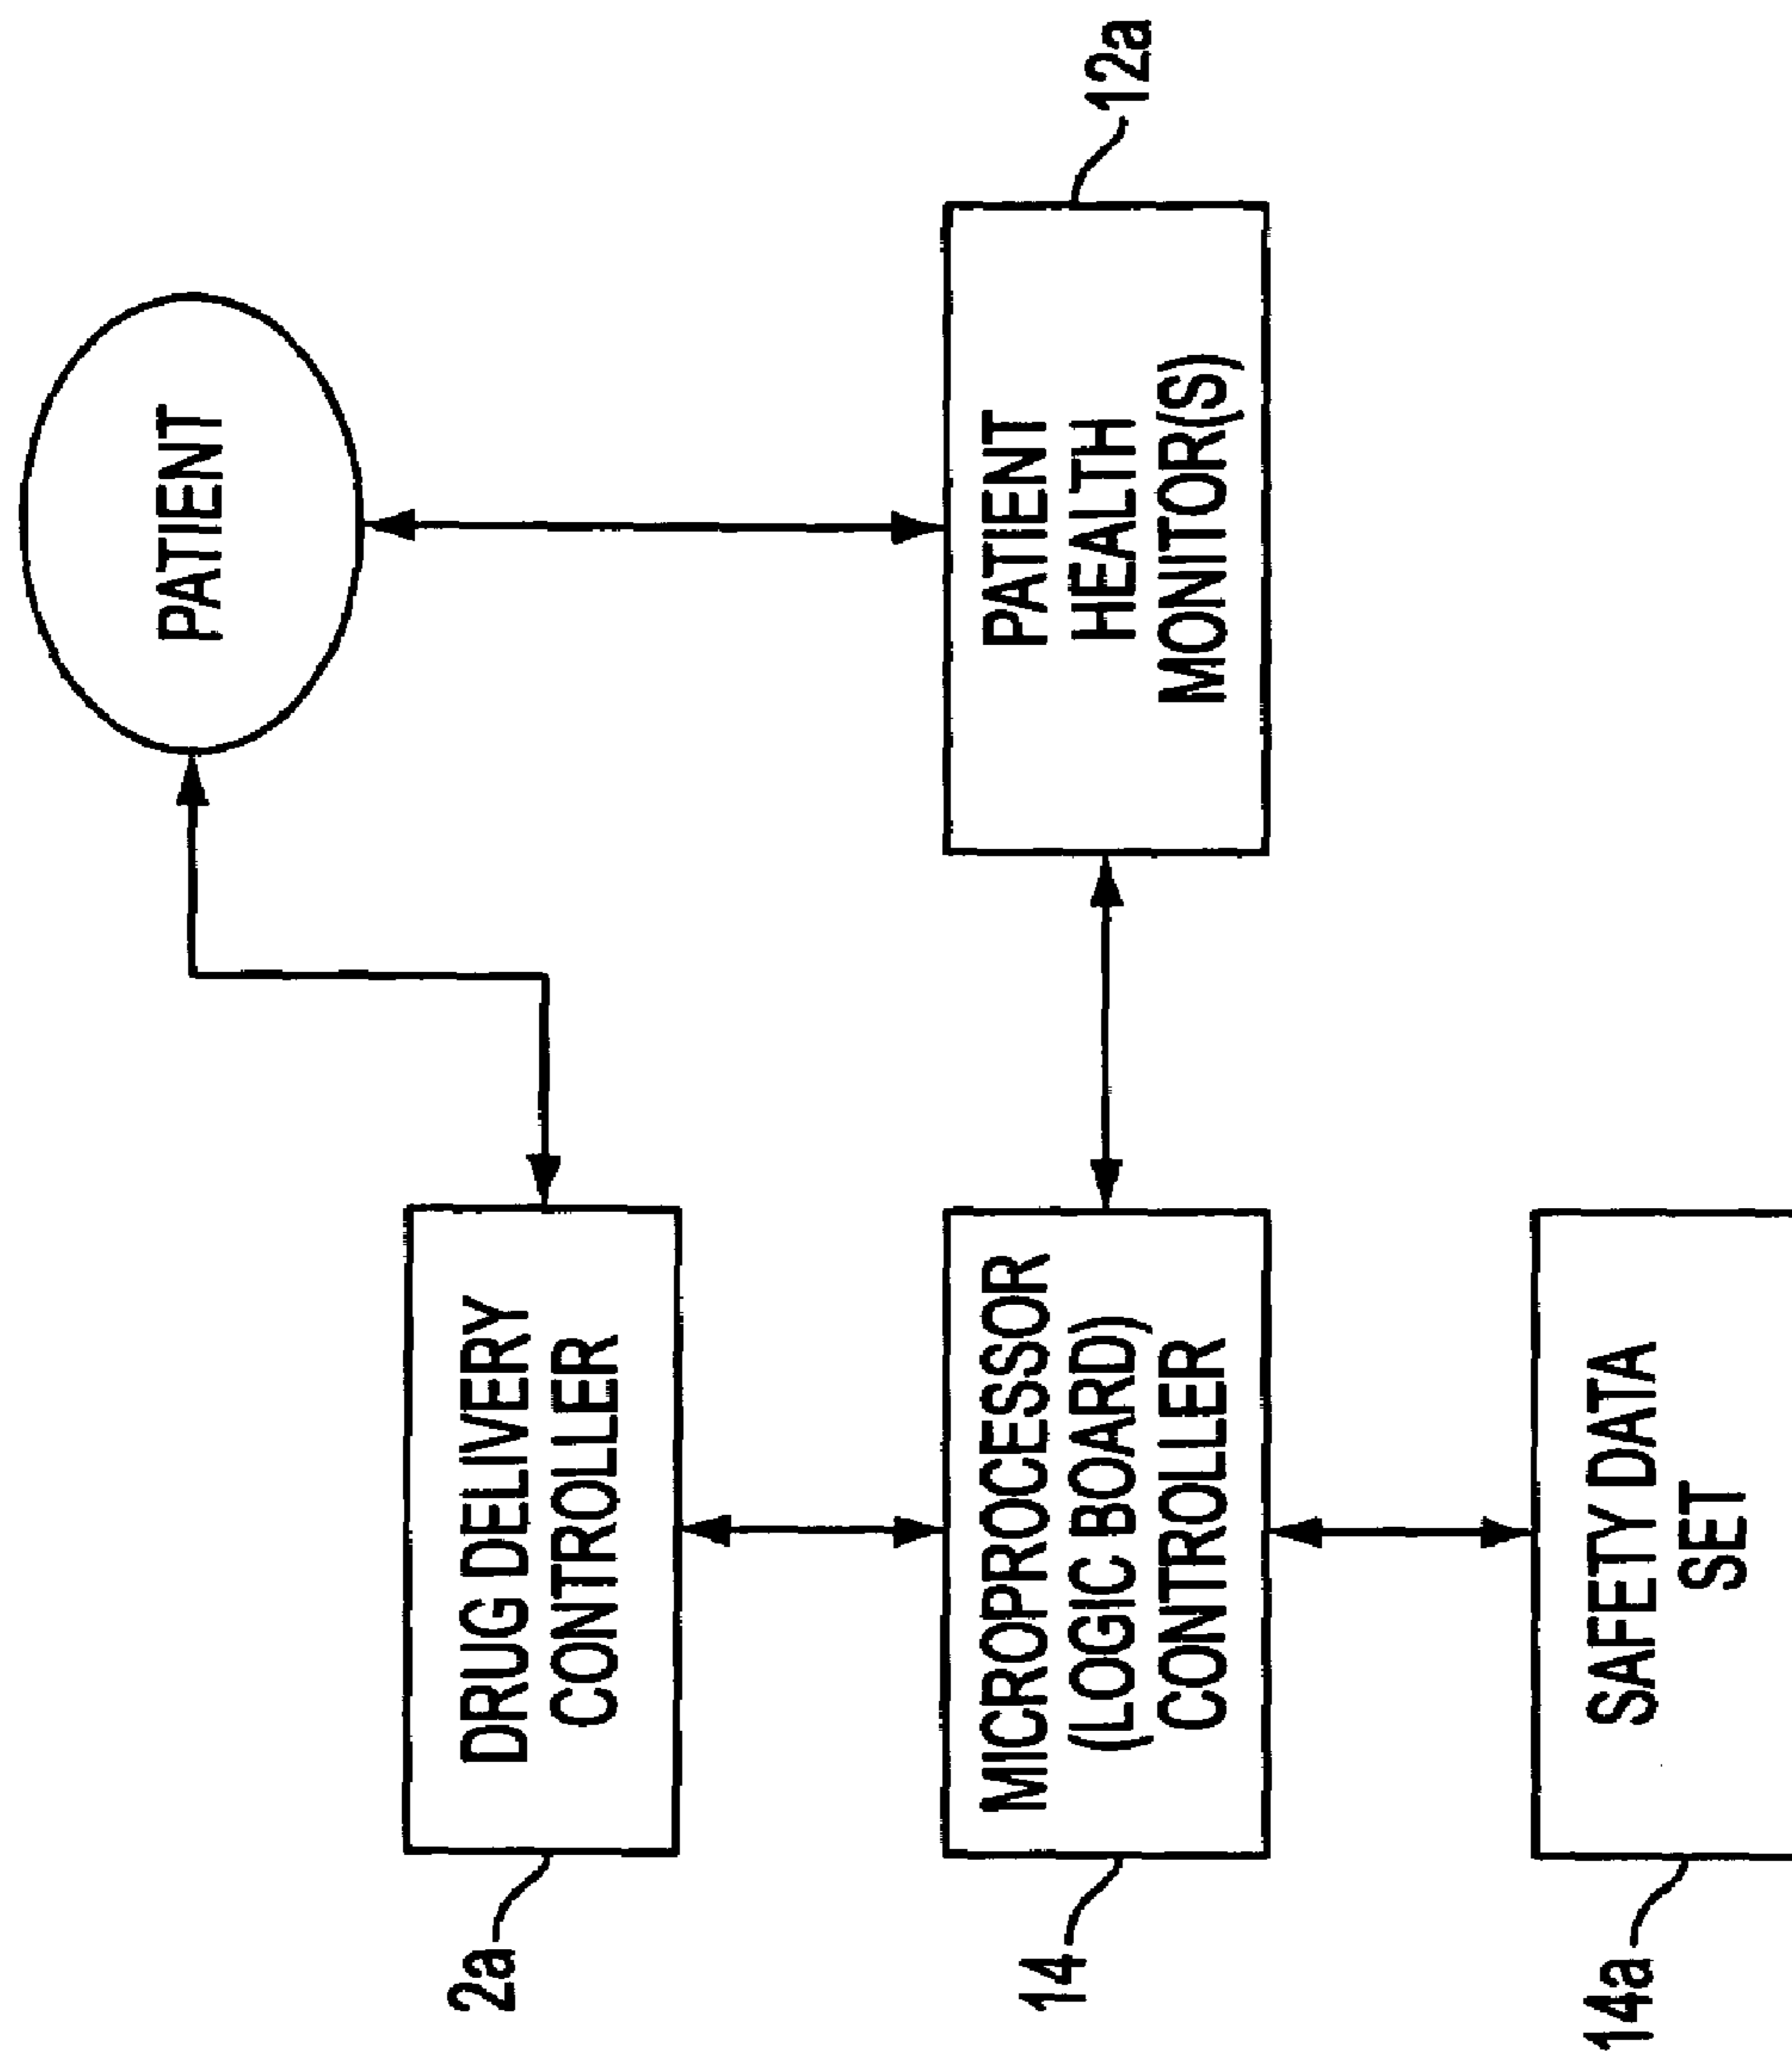 PATIENT
12a
PATIENT
HEALTH
MONITOR(S)
2a
DRUG DELIVERY
CONTROLLER
14
MICROPROCESSOR
(LOGIC BOARD)
CONTROLLER
14a
SAFETY DATA
SET